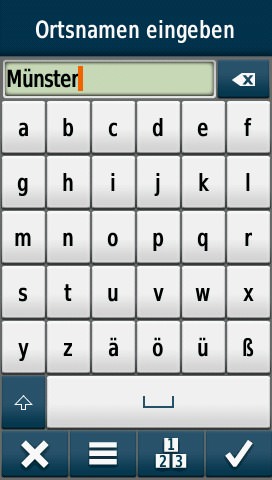 Ortsnamen eingeben
Münster
a b c d e f
g h i j k l
m n o p q r
s t u v w x
y z ä ö ü ß
1
2 3